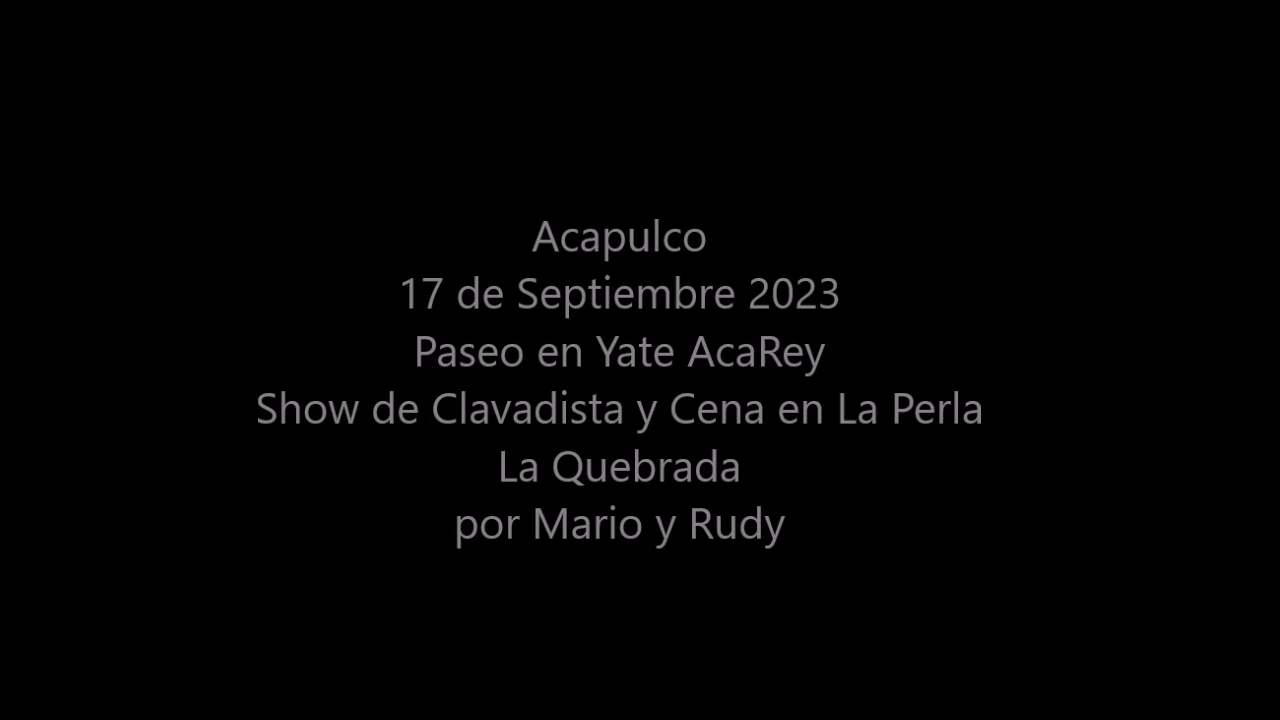 Acapulco
17 de Septiembre 2023
Paseo en Yate AcaRey
Show de Clavadista y Cena en La Perla
La Quebrada
por Mario y Rudy